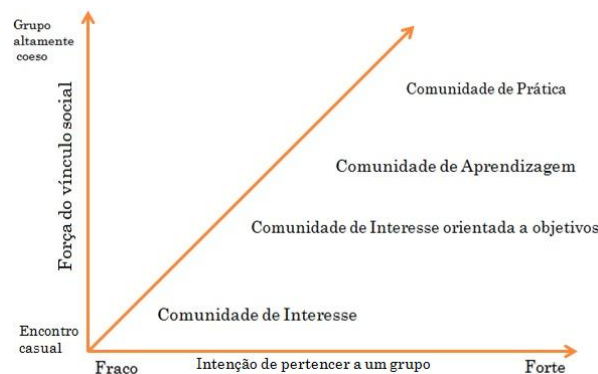 Grupo
altamente
coeso
Força do vínculo social
Comunidade de Prática
Comunidade de Aprendizagem
Comunidade de Interesse orientada a objetivos
Comunidade de Interesse
Encontro
casual
Fraco
Intenção de pertencer a um grupo
Forte